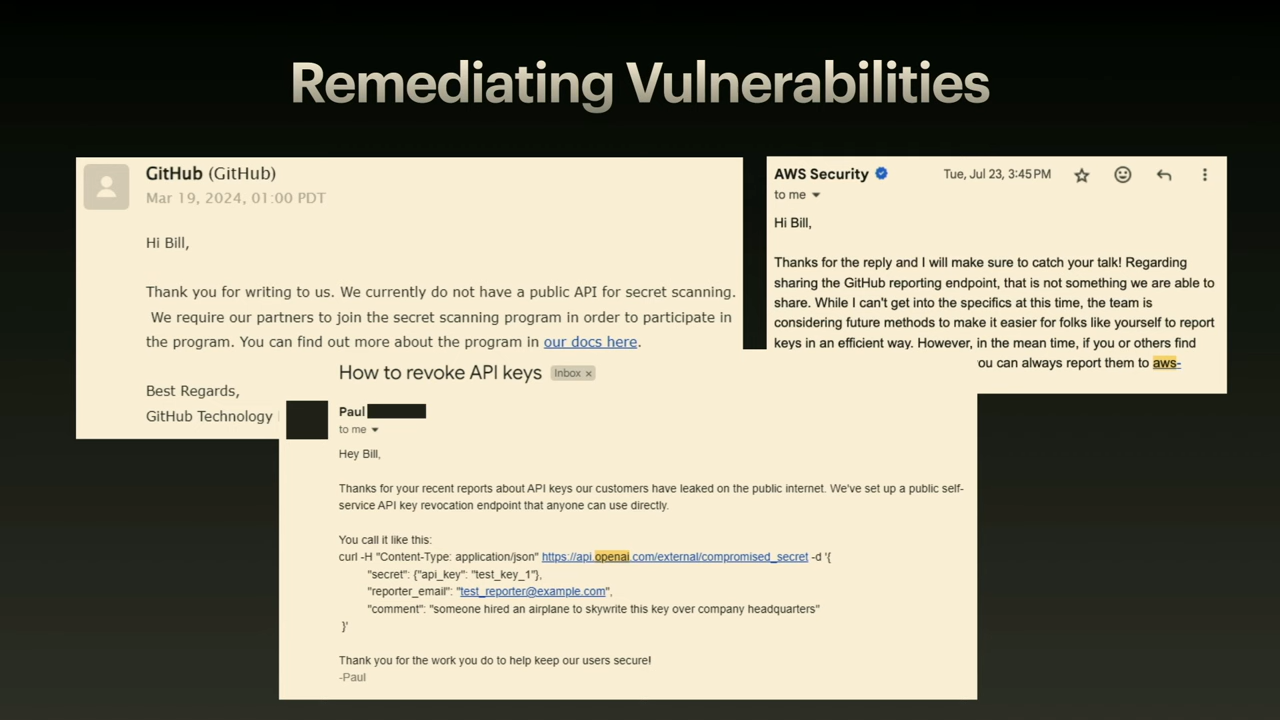 Remediating Vulnerabilities
GitHub (GitHub)
Mar 19, 2024, 01:00 PDT
Hi Bill,
Thank you for writing to us. We currently do not have a public API for secret scanning.
We require our partners to join the secret scanning program in order to participate in
the program. You can find out more about the program in our docs here.
Best Regards,
GitHub Technology
AWS Security
Tue, Jul 23, 3:45 PM
to me
Hi Bill,
Thanks for the reply and I will make sure to catch your talk! Regarding
sharing the GitHub reporting endpoint, that is not something we are able to
share. While I can't get into the specifics at this time, the team is
considering future methods to make it easier for folks like yourself to report
keys in an efficient way. However, in the mean time, if you or others find
you can always report them to aws-
How to revoke API keys
Inbox ×
Paul
to me
Hey Bill,
Thanks for your recent reports about API keys our customers have leaked on the public internet. We've set up a public self-
service API key revocation endpoint that anyone can use directly.
You call it like this:
curl -H "Content-Type: application/json" https://api.openai.com/external/compromised_secret -d '{
"secret": {"api_key": "test_key_1"},
"reporter_email": "test_reporter@example.com",
"comment": "someone hired an airplane to skywrite this key over company headquarters"
}'
Thank you for the work you do to help keep our users secure!
-Paul